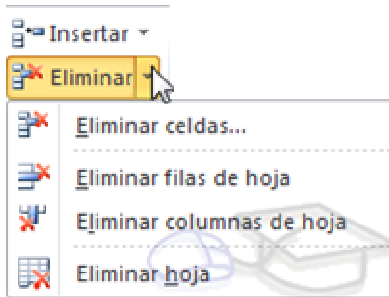 Insertar
Eliminar
Eliminar celdas...
Eliminar filas de hoja
Eliminar columnas de hoja
Eliminar hoja